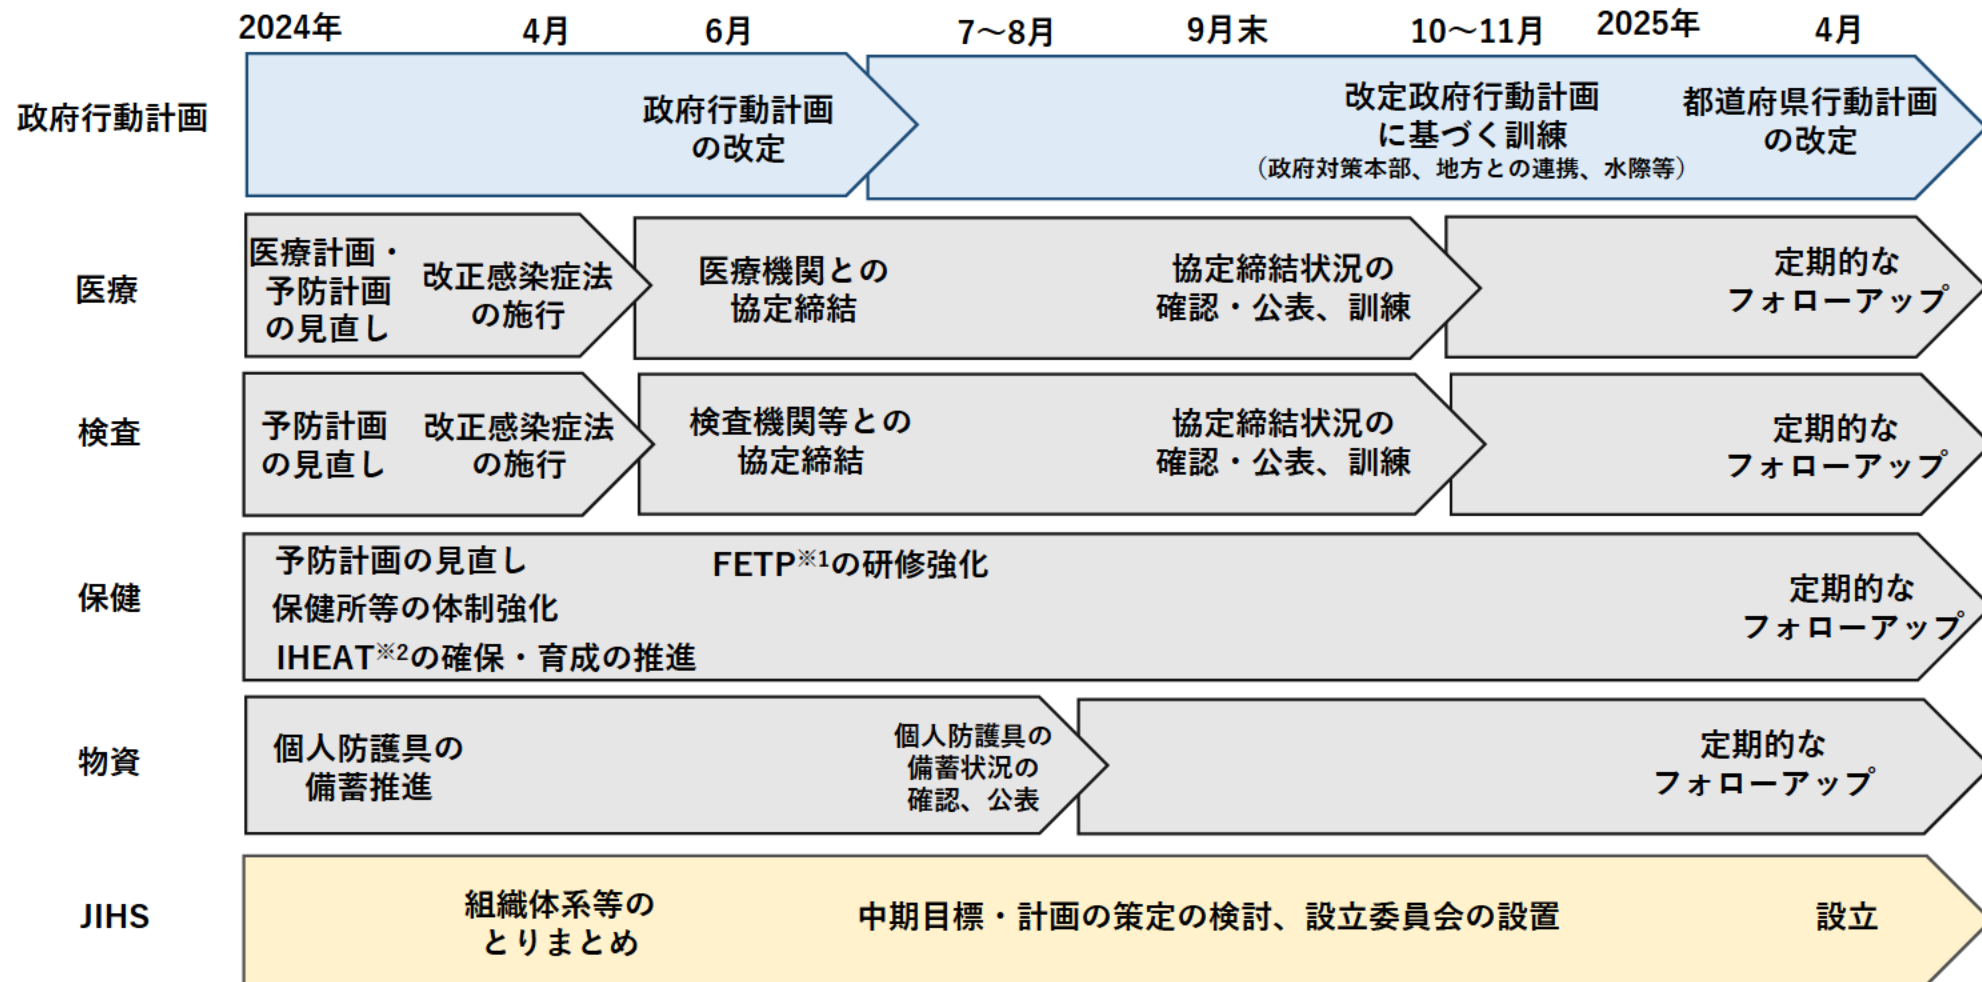 2024年 4月 6月 7～8月 9月末 10～11月 2025年 4月
政府行動計画
政府行動計画
の改定
改定政府行動計画
に基づく訓練
（政府対策本部、地方との連携、水際等）
都道府県行動計画
の改定
医療
医療計画・
予防計画
の見直し
改正感染症法
の施行
医療機関との
協定締結
協定締結状況の
確認・公表、訓練
定期的な
フォローアップ
検査
予防計画
の見直し
改正感染症法
の施行
検査機関等との
協定締結
協定締結状況の
確認・公表、訓練
定期的な
フォローアップ
保健
予防計画の見直し
保健所等の体制強化
IHEAT※2の確保・育成の推進
FETP※1の研修強化
定期的な
フォローアップ
物資
個人防護具の
備蓄推進
個人防護具の
備蓄状況の
確認、公表
定期的な
フォローアップ
JIHS
組織体系等の
とりまとめ
中期目標・計画の策定の検討、設立委員会の設置
設立